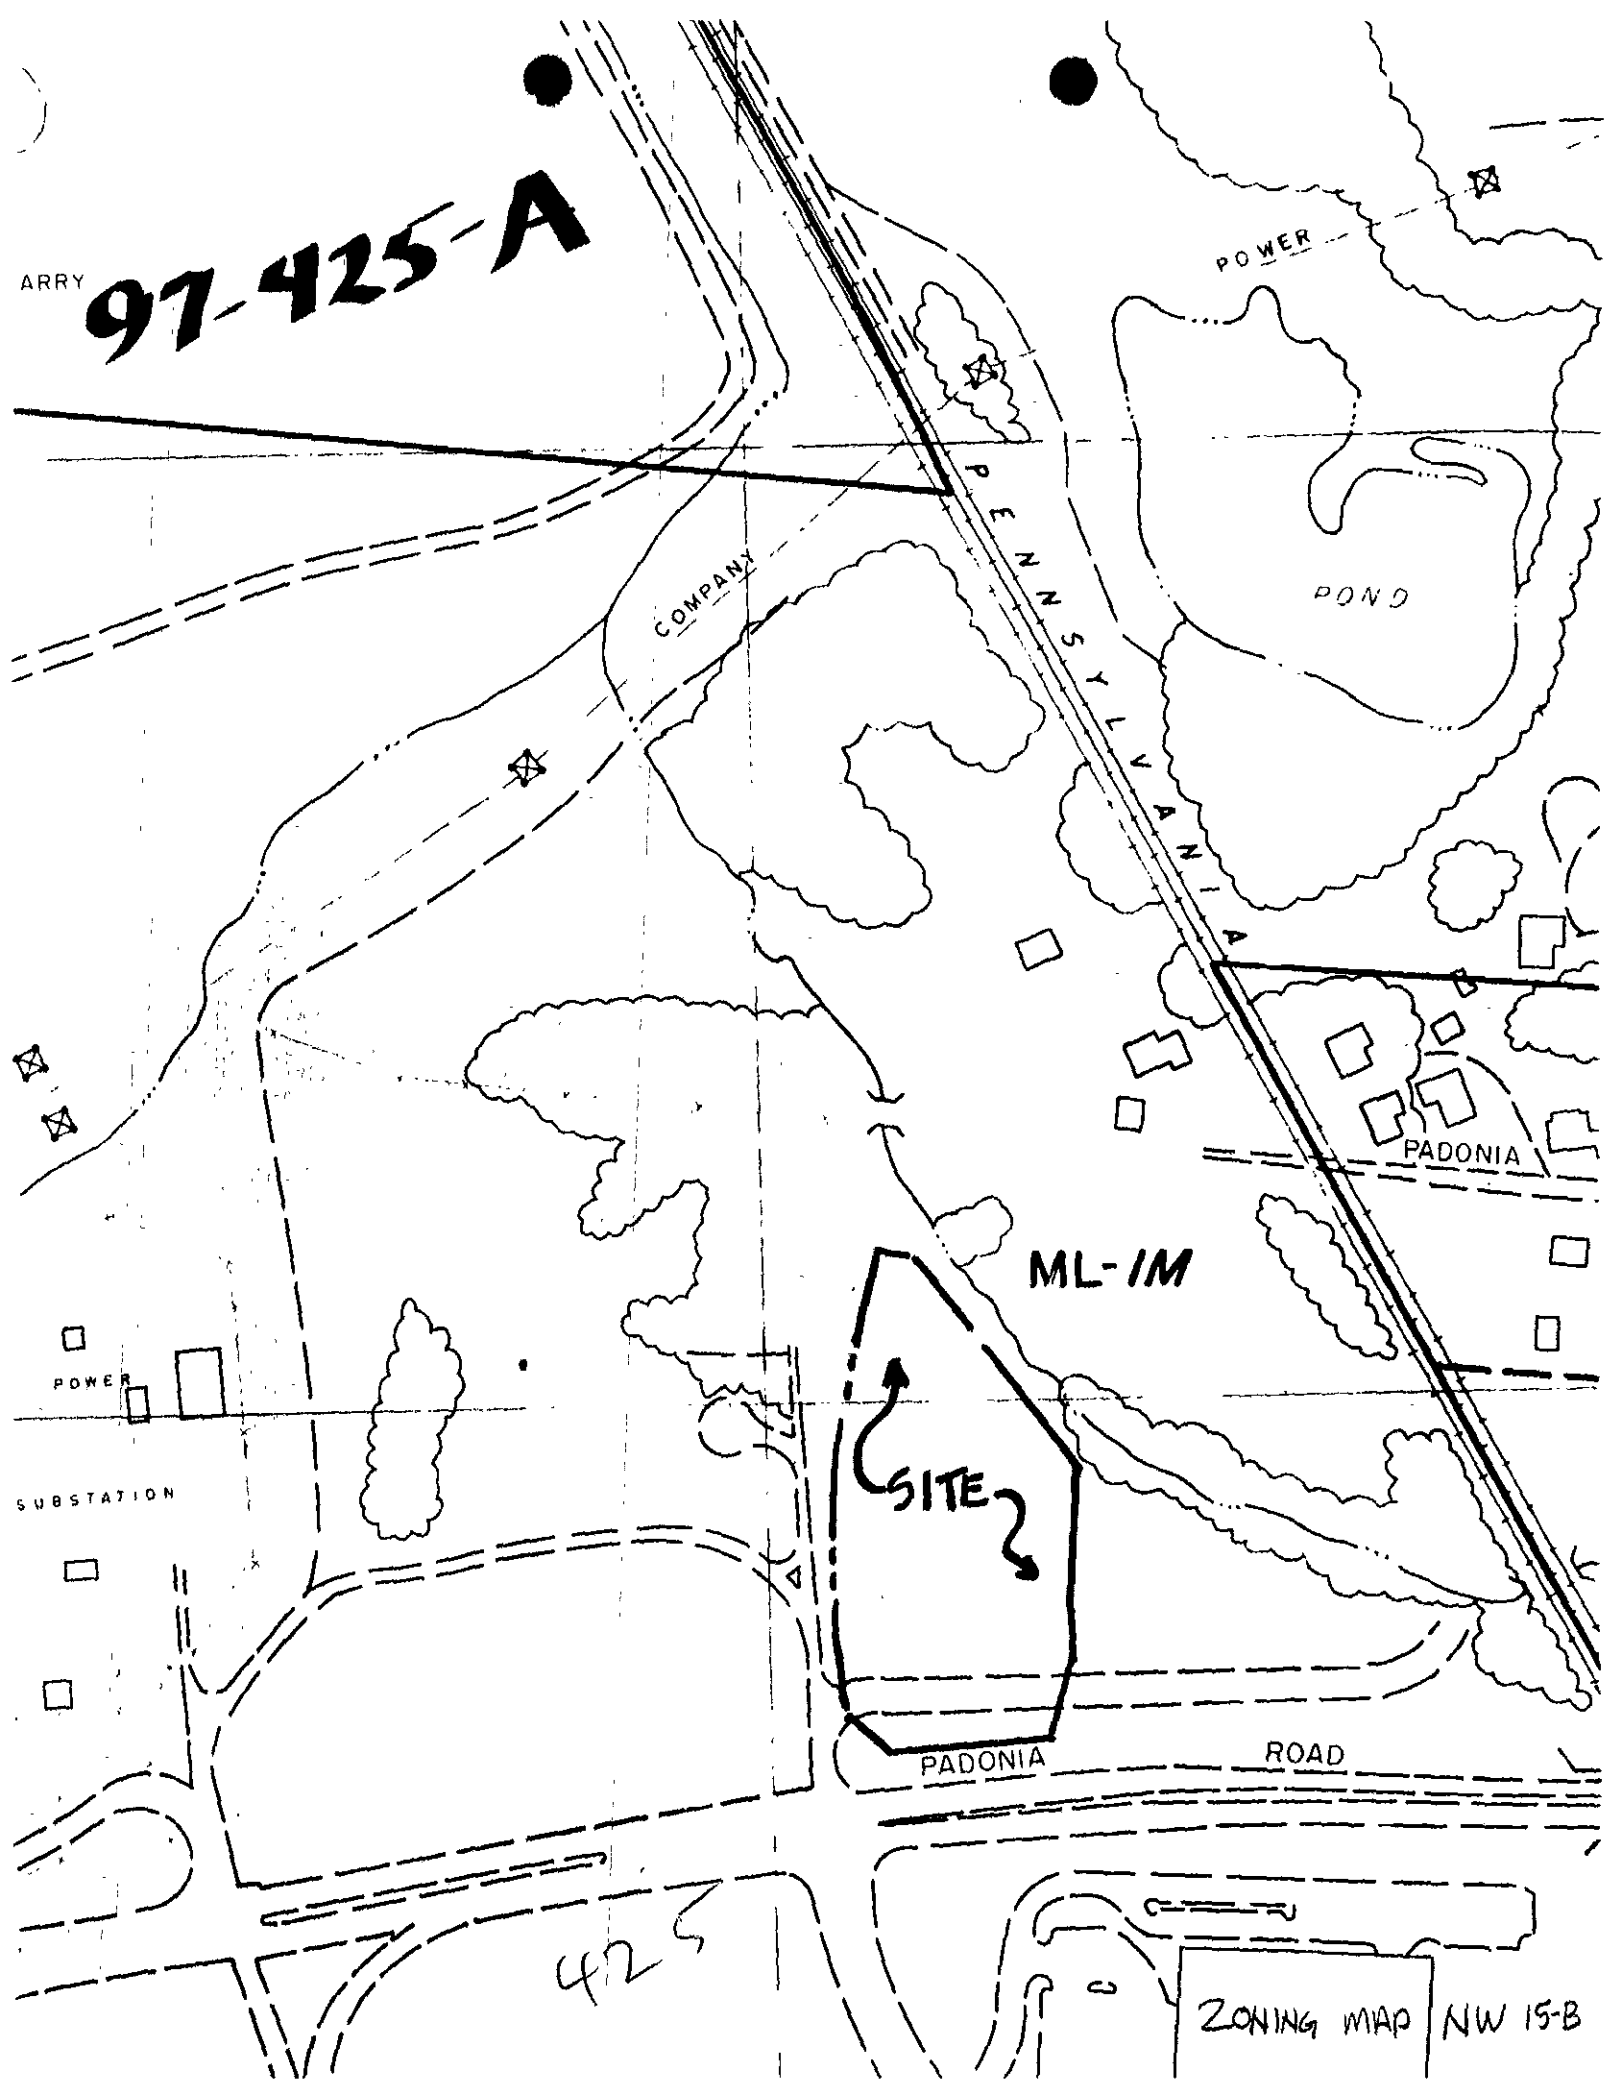 97-425-A
ARRY
POWER
COMPANY
PENNSYLVANIA
POND
PADONIA
ML-1M
POWER
SITE
SUBSTATION
PADONIA ROAD
425
ZONING MAP NW 15-B